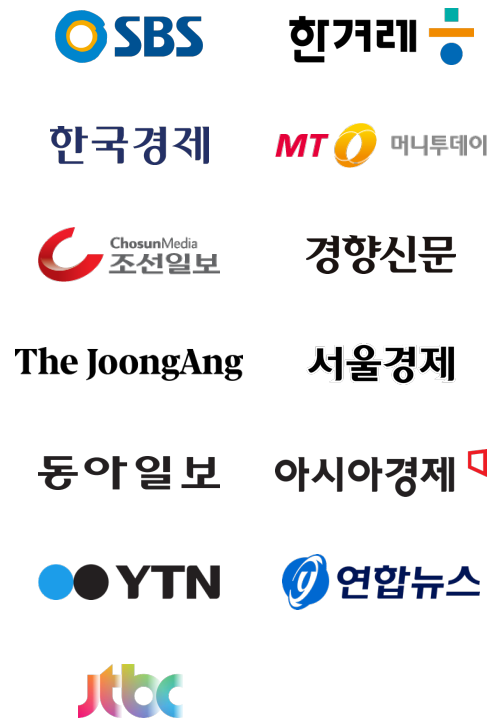 SBS
한겨레
한국경제
MT 머니투데이
ChosunMedia
조선일보
경향신문
The JoongAng
서울경제
동아일보
아시아경제
YTN
연합뉴스
jtbc